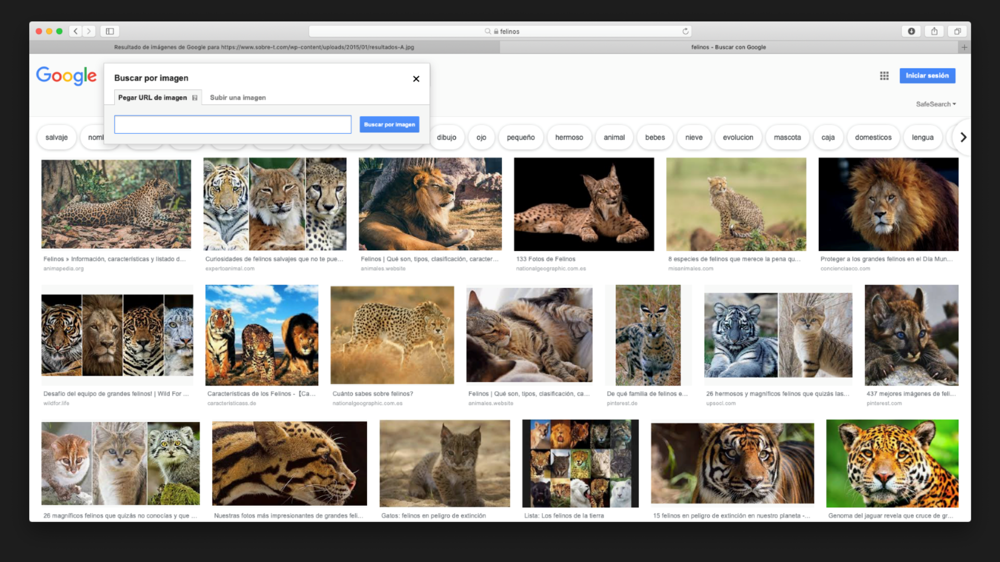 felinos
Resultado de imágenes de Google para https://www.sobre-t.com/wp-content/uploads/2015/01/resultados-A.jpg
felinos - Buscar con Google
Google
Buscar por imagen
Iniciar sesión
Pegar URL de imagen
Subir una imagen
SafeSearch
Buscar por imagen
salvaje
dibujo
ojo
pequeño
hermoso
animal
bebes
nieve
evolucion
mascota
caja
domesticos
lengua
Felinos » Información, características y listado d...
animapedia.org
Curiosidades de felinos salvajes que no te pue...
expertoanimal.com
Felinos | Qué son, tipos, clasificación, caracter...
animales.website
133 Fotos de Felinos
nationalgeographic.com.es
8 especies de felinos que merece la pena qu...
misanimales.com
Proteger a los grandes felinos en el Día Mun...
concienciaeco.com
Desafío del equipo de grandes felinos! | Wild For ...
wildfor.life
Características de los Felinos -【Ca...
caracteristicass.de
Cuánto sabes sobre felinos?
nationalgeographic.com.es
Felinos | Qué son, tipos, clasificación, ca...
animales.website
De qué familia de felinos e...
pinterest.de
26 hermosos y magníficos felinos que quizás las...
upsocl.com
437 mejores imágenes de feli...
pinterest.com
26 magníficos felinos que quizás no conocías y que ...
Nuestras fotos más impresionantes de grandes feli...
Gatos: felinos en peligro de extinción
Lista: Los felinos de la tierra
15 felinos en peligro de extinción en nuestro planeta -...
Genoma del jaguar revela que cruce de gr...